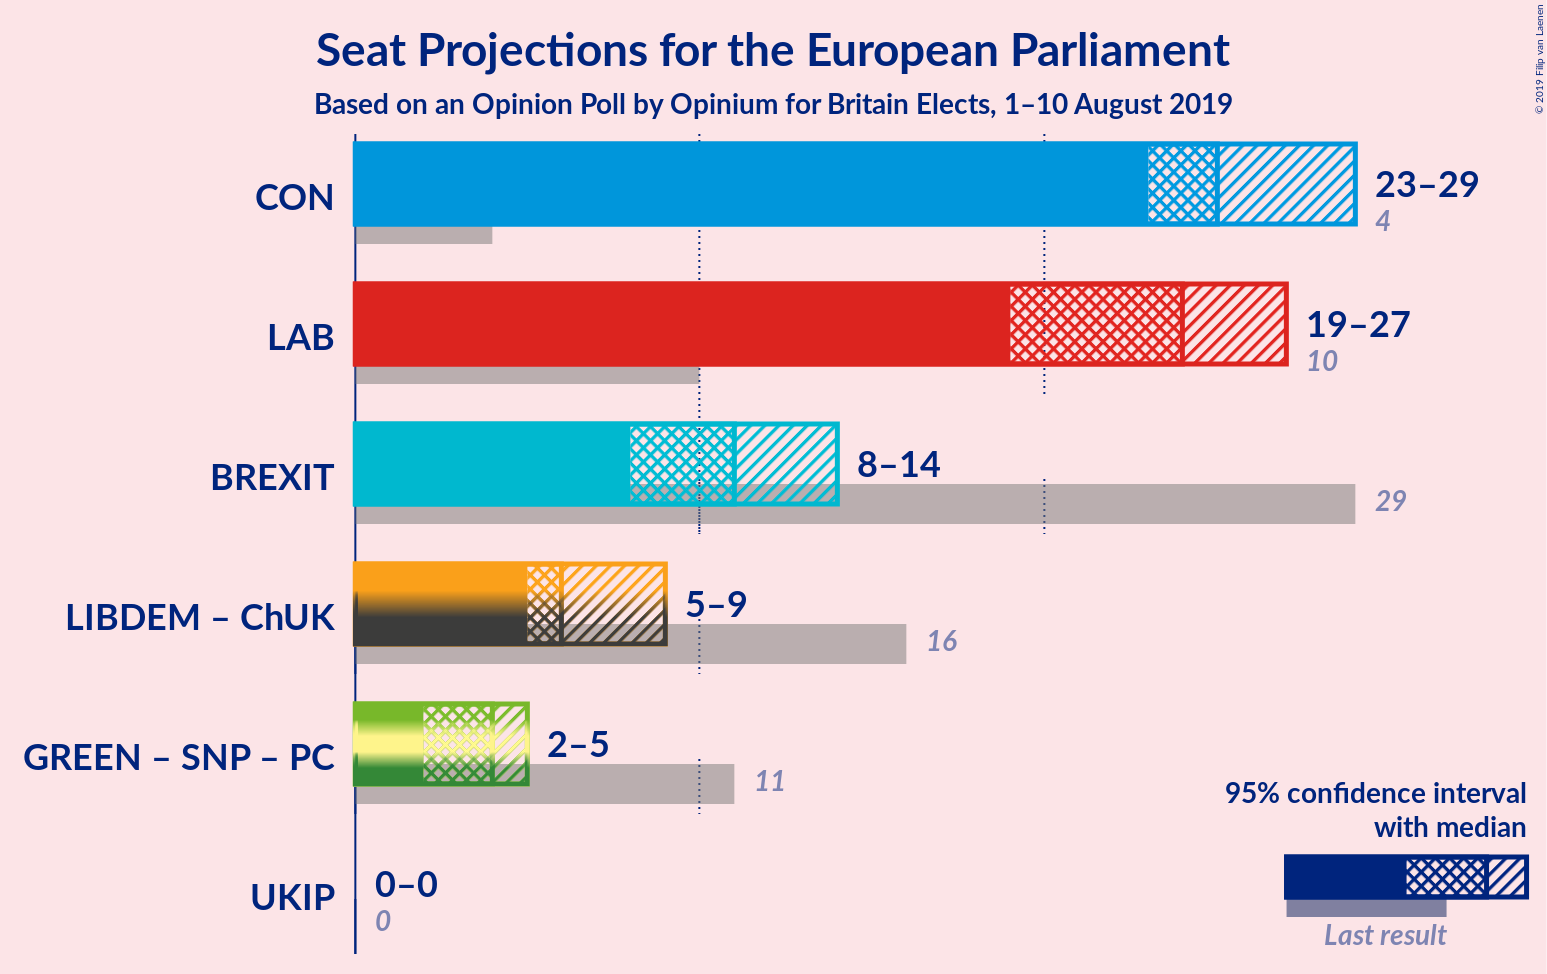 Seat Projections for the European Parliament
Based on an Opinion Poll by Opinium for Britain Elects, 1–10 August 2019
© 2019 Filip van Laenen
CON
23–29
4
LAB
19–27
10
BREXIT
8–14
29
LIBDEM – ChUK
5–9
16
GREEN – SNP – PC
2–5
11
UKIP
0–0
0
95% confidence interval
with median
Last result